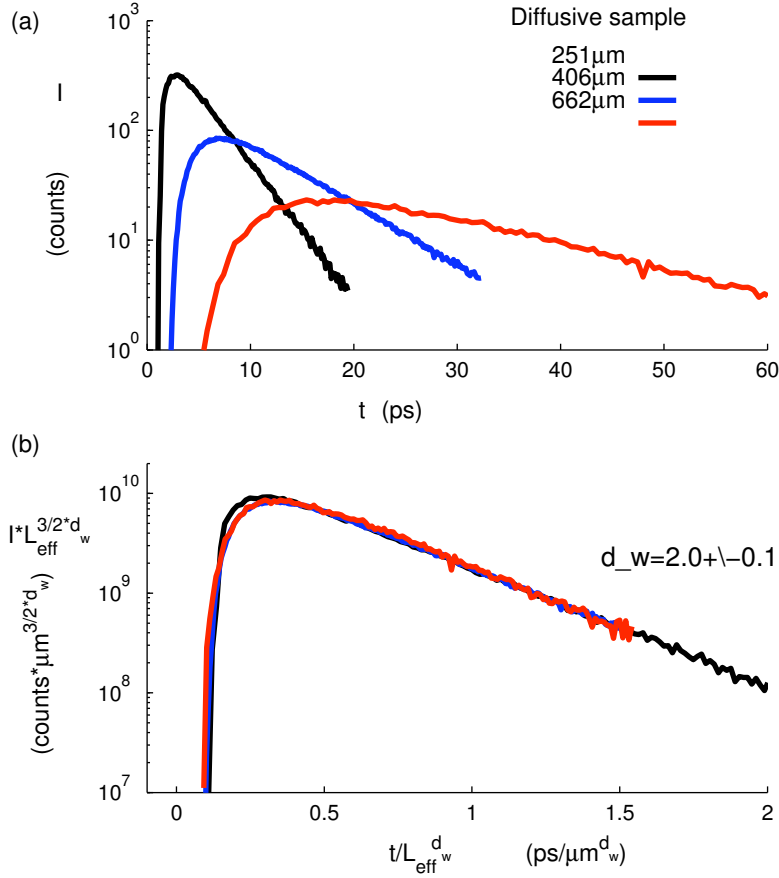 (a)
Diffusive sample
251μm
406μm
662μm
I
(counts)
10^3
10^2
10^1
10^0
0 10 20 30 40 50 60
t (ps)
(b)
I*L_eff^{3/2*d_w}
(counts*μm^{3/2*d_w})
10^10
10^9
10^8
10^7
d_w=2.0+\-0.1
0 0.5 1 1.5 2
t/L_eff^{d_w} (ps/μm^{d_w})